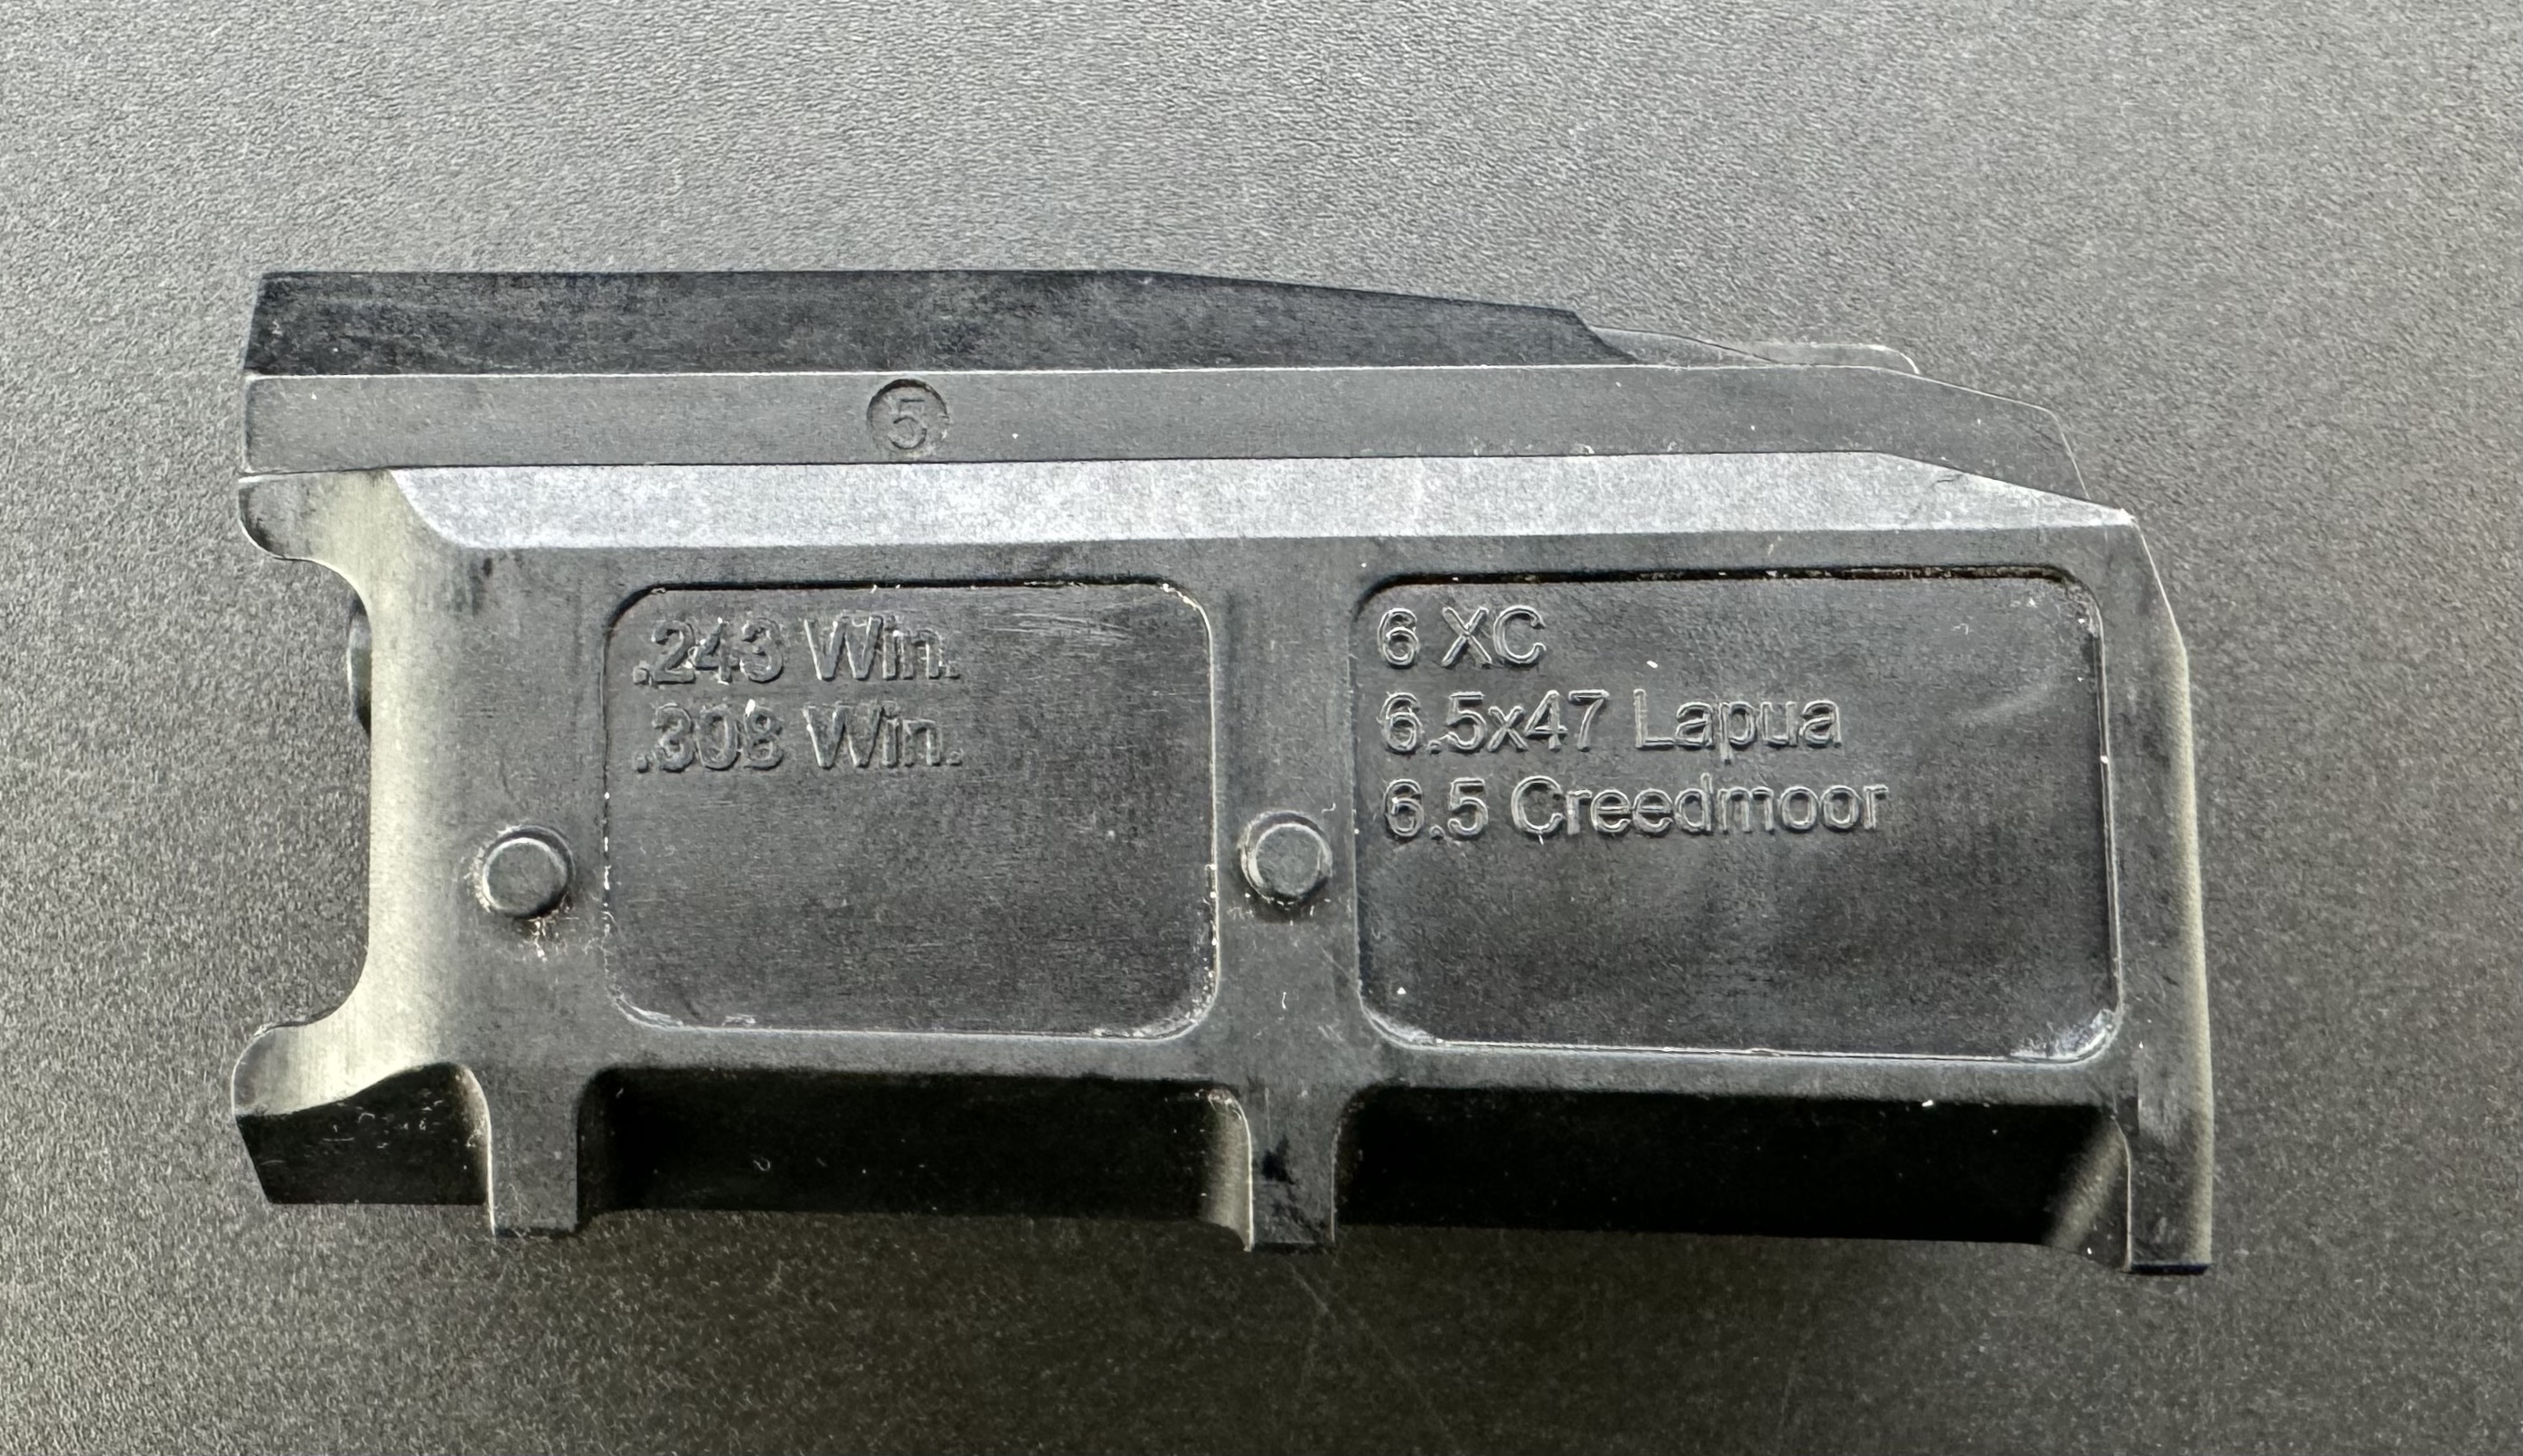 5
.243 Win.
.308 Win.
6 XC
6.5x47 Lapua
6.5 Creedmoor